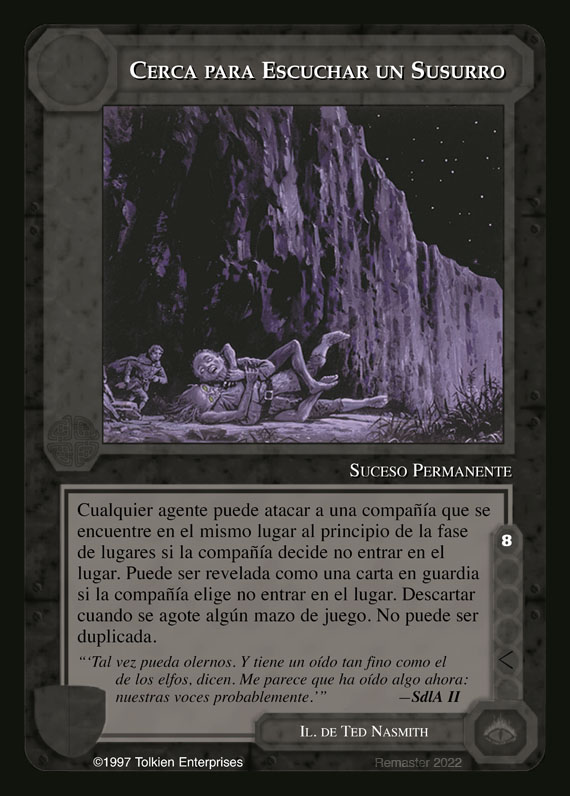 Cerca para Escuchar un Susurro
Suceso Permanente
Cualquier agente puede atacar a una compañía que se
encuentre en el mismo lugar al principio de la fase
de lugares si la compañía decide no entrar en el
lugar. Puede ser revelada como una carta en guardia
si la compañía elige no entrar en el lugar. Descartar
cuando se agote algún mazo de juego. No puede ser
duplicada.
8
“‘Tal vez pueda olernos. Y tiene un oído tan fino como el
de los elfos, dicen. Me parece que ha oído algo ahora:
nuestras voces probablemente.’” —SdlA II
Il. de Ted Nasmith
©1997 Tolkien Enterprises
Remaster 2022